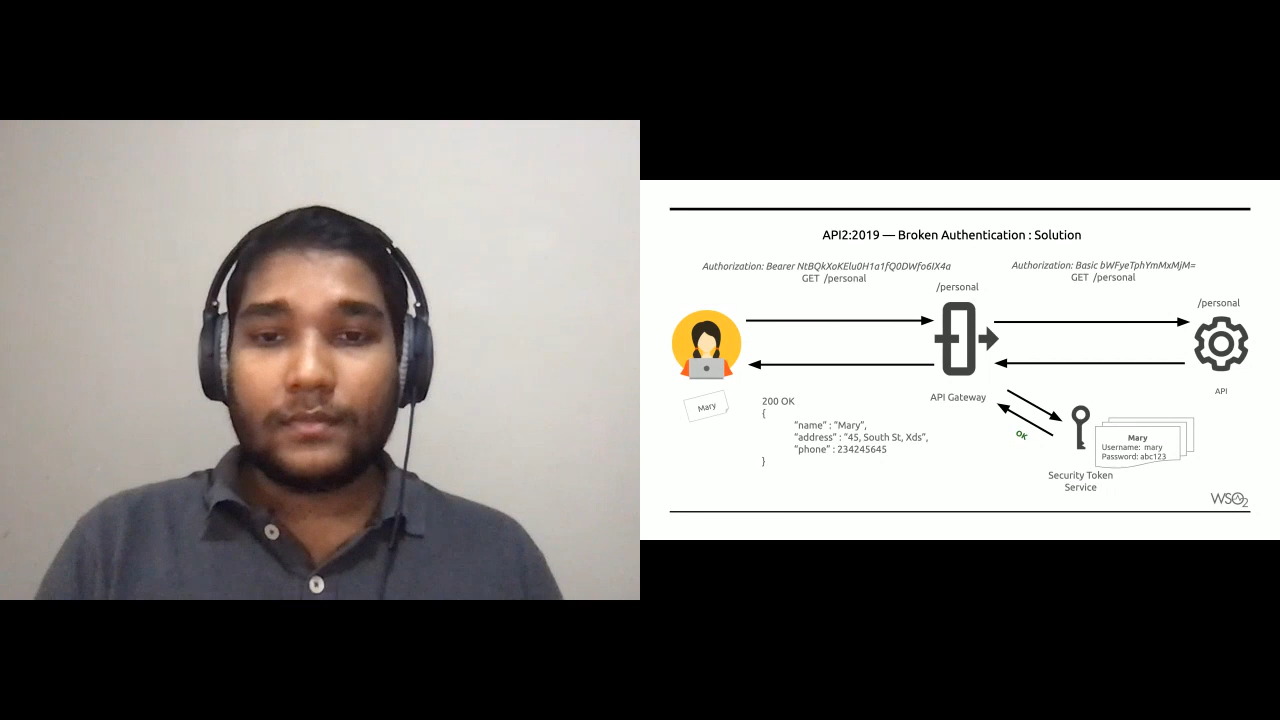 API2:2019 — Broken Authentication : Solution
Authorization: Bearer NtBQkXoKElu0H1a1fQ0DWfo6IX4a
GET /personal
Authorization: Basic bWFyeTphYmMxMjM=
GET /personal
/personal
/personal
API Gateway
API
Mary
200 OK
{
"name" : "Mary",
"address" : "45, South St, Xds",
"phone" : 234245645
}
OK
Mary
Username: mary
Password: abc123
Security Token
Service
WSO2